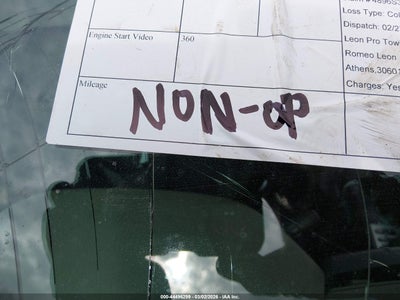 Loss Type: Col
Dispatch: 02/2
Engine Start Video
360
Leon Pro Tow
Romeo Leon
Athens,3060
Charges: Yes
Mileage
NON-OP
000-44496299 - 03/02/2026 - IAA Inc.